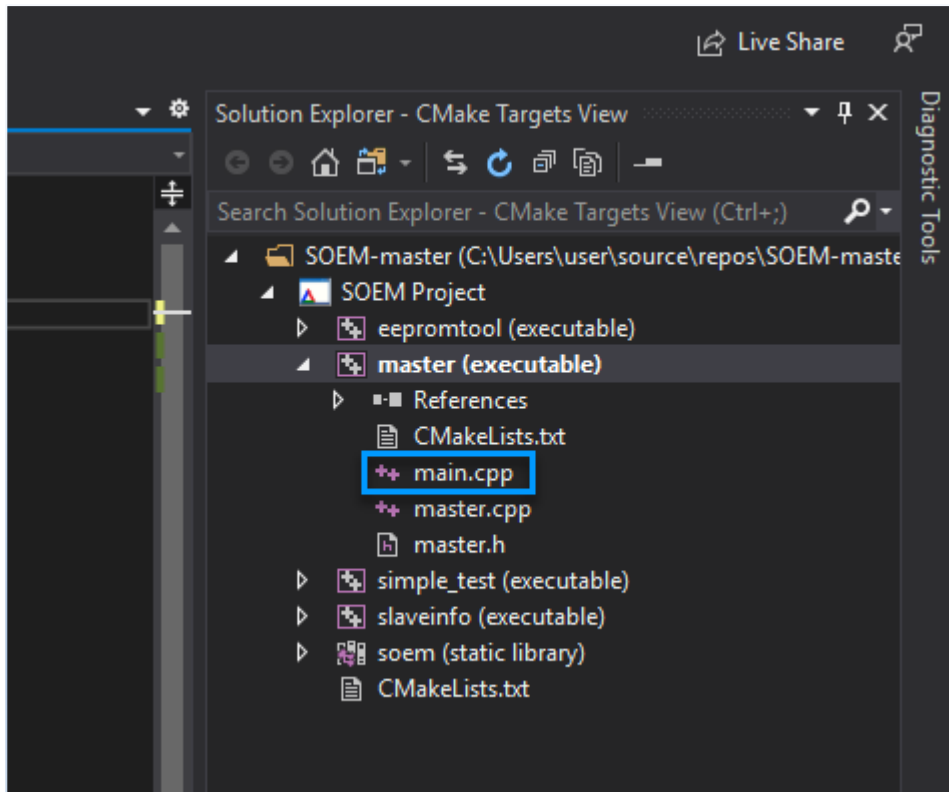 Live Share
Solution Explorer - CMake Targets View
Search Solution Explorer - CMake Targets View (Ctrl+;)
SOEM-master (C:\Users\user\source\repos\SOEM-maste
SOEM Project
eepromtool (executable)
master (executable)
References
CMakeLists.txt
main.cpp
master.cpp
master.h
simple_test (executable)
slaveinfo (executable)
soem (static library)
CMakeLists.txt
Diagnostic Tools